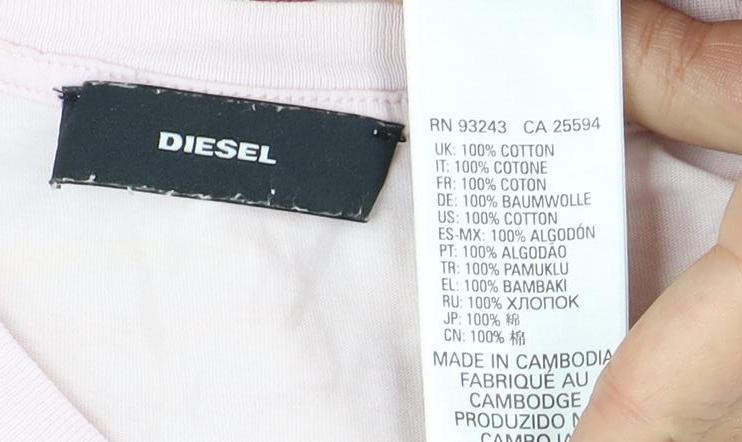 DIESEL
RN 93243 CA 25594
UK: 100% COTTON
IT: 100% COTONE
FR: 100% COTON
DE: 100% BAUMWOLLE
US: 100% COTTON
ES-MX: 100% ALGODÓN
PT: 100% ALGODÃO
TR: 100% PAMUKLU
EL: 100% BAMBAKI
RU: 100% ХЛОПОК
JP: 100% 綿
CN: 100% 棉
MADE IN CAMBODIA
FABRIQUÉ AU
CAMBODGE
PRODUZIDO